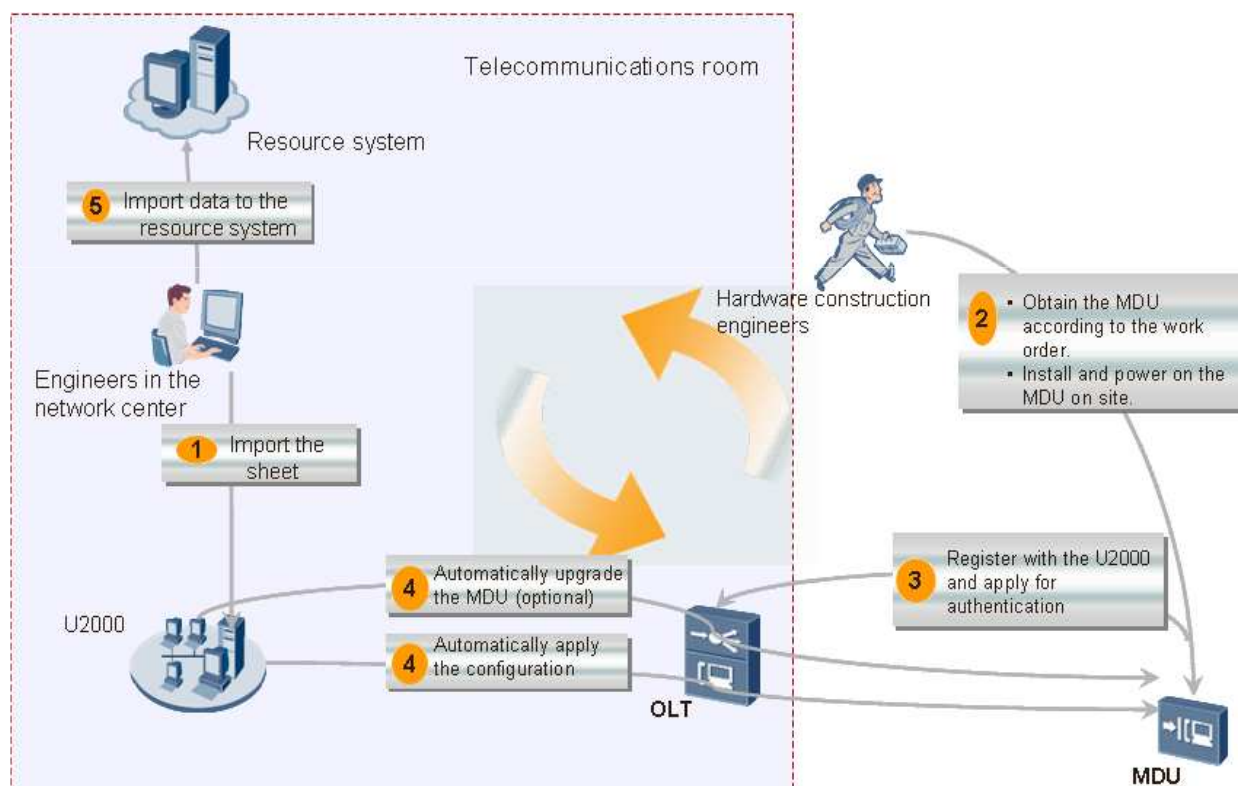 Telecommunications room
Resource system
5
Import data to the
resource system
Hardware construction
engineers
2
▪ Obtain the MDU
according to the work
order.
▪ Install and power on the
MDU on site.
Engineers in the
network center
1
Import the
sheet
3
Register with the U2000
and apply for
authentication
4
Automatically upgrade
the MDU (optional)
U2000
4
Automatically apply
the configuration
OLT
MDU